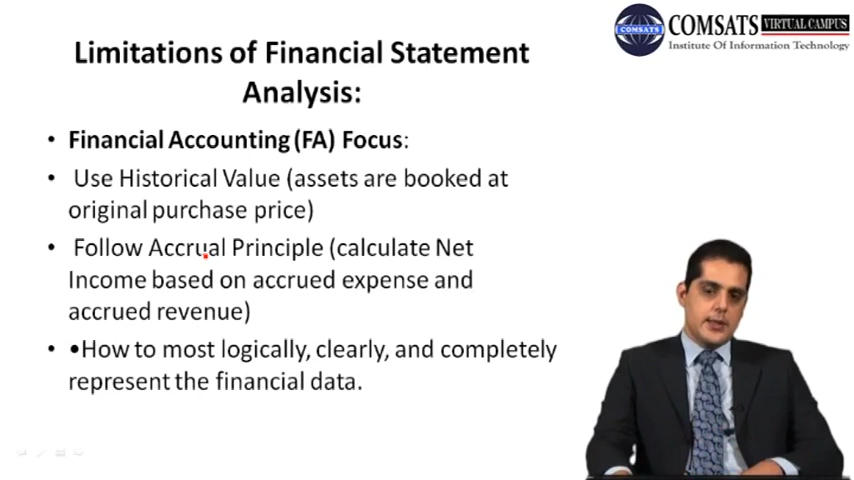 COMSATS VIRTUAL CAMPUS
COMSATS
Institute Of Information Technology
Limitations of Financial Statement
Analysis:
• Financial Accounting (FA) Focus:
• Use Historical Value (assets are booked at
original purchase price)
• Follow Accrual Principle (calculate Net
Income based on accrued expense and
accrued revenue)
• •How to most logically, clearly, and completely
represent the financial data.